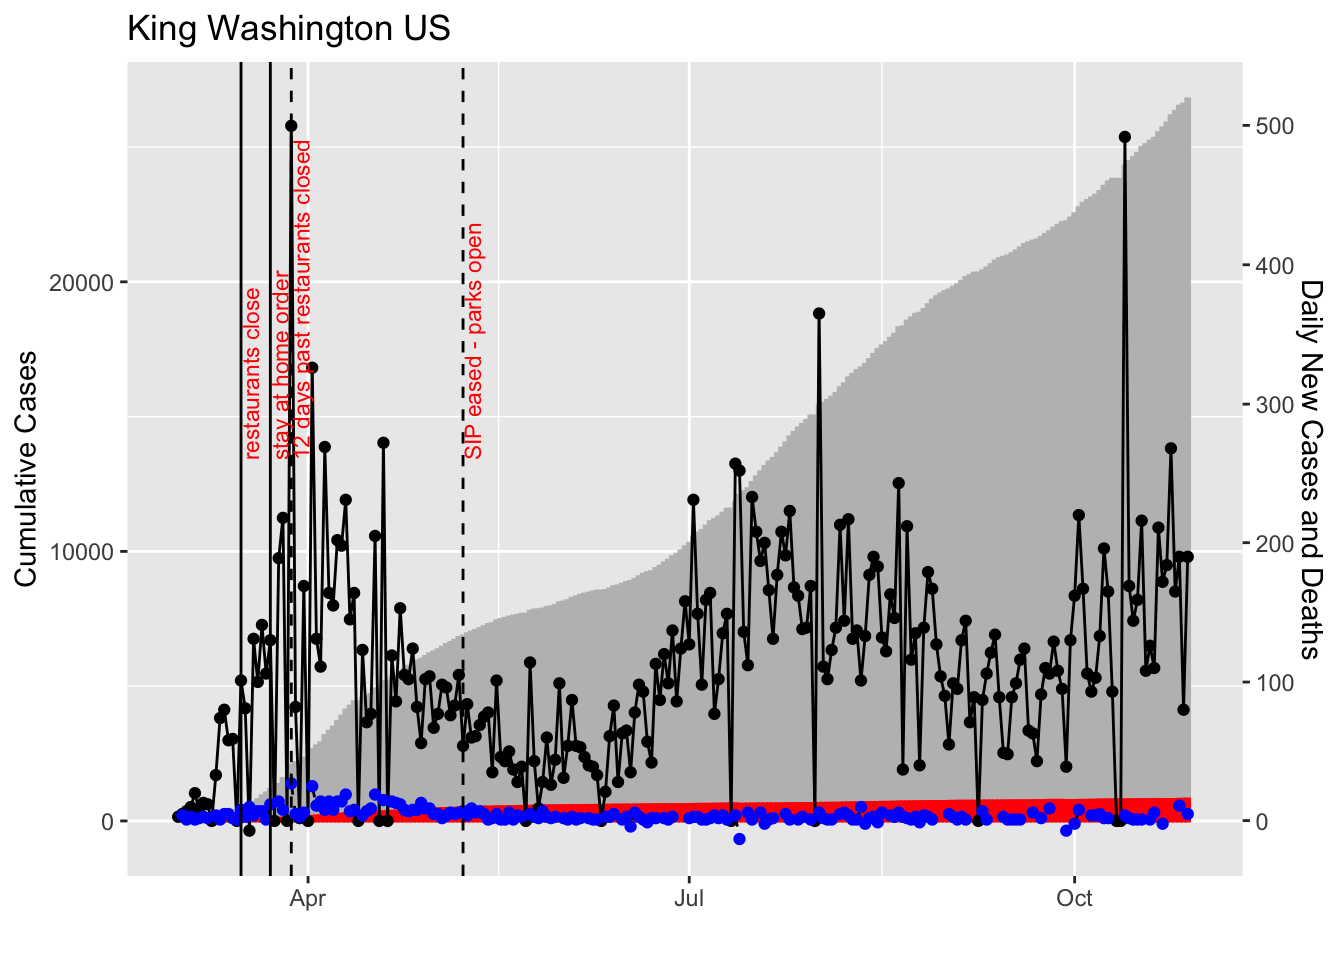 King Washington US
Cumulative Cases
20000
10000
0
restaurants close
stay at home order
12 days past restaurants closed
SIP eased - parks open
500
400
300
200
100
0
Daily New Cases and Deaths
Apr
Jul
Oct